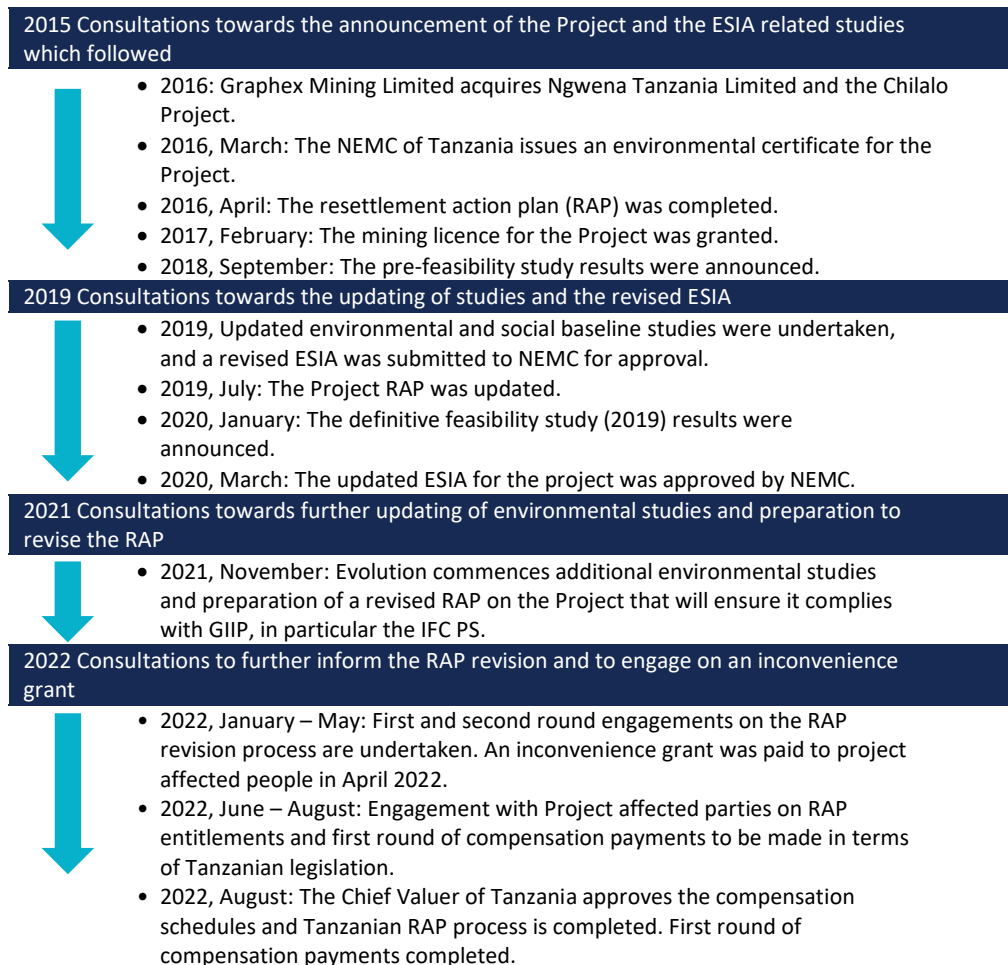 2015 Consultations towards the announcement of the Project and the ESIA related studies
which followed
• 2016: Graphex Mining Limited acquires Ngwena Tanzania Limited and the Chilalo
Project.
• 2016, March: The NEMC of Tanzania issues an environmental certificate for the
Project.
• 2016, April: The resettlement action plan (RAP) was completed.
• 2017, February: The mining licence for the Project was granted.
• 2018, September: The pre-feasibility study results were announced.
2019 Consultations towards the updating of studies and the revised ESIA
• 2019, Updated environmental and social baseline studies were undertaken,
and a revised ESIA was submitted to NEMC for approval.
• 2019, July: The Project RAP was updated.
• 2020, January: The definitive feasibility study (2019) results were
announced.
• 2020, March: The updated ESIA for the project was approved by NEMC.
2021 Consultations towards further updating of environmental studies and preparation to
revise the RAP
• 2021, November: Evolution commences additional environmental studies
and preparation of a revised RAP on the Project that will ensure it complies
with GIIP, in particular the IFC PS.
2022 Consultations to further inform the RAP revision and to engage on an inconvenience
grant
• 2022, January – May: First and second round engagements on the RAP
revision process are undertaken. An inconvenience grant was paid to project
affected people in April 2022.
• 2022, June – August: Engagement with Project affected parties on RAP
entitlements and first round of compensation payments to be made in terms
of Tanzanian legislation.
• 2022, August: The Chief Valuer of Tanzania approves the compensation
schedules and Tanzanian RAP process is completed. First round of
compensation payments completed.